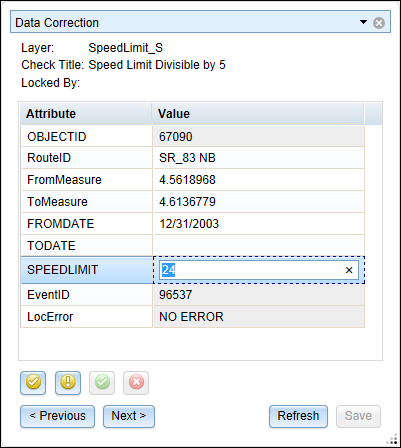 Data Correction
Layer: SpeedLimit_S
Check Title: Speed Limit Divisible by 5
Locked By:
Attribute Value
OBJECTID 67090
RouteID SR_83 NB
FromMeasure 4.5618968
ToMeasure 4.6136779
FROMDATE 12/31/2003
TODATE
SPEEDLIMIT 24
EventID 96537
LocError NO ERROR
< Previous Next > Refresh Save